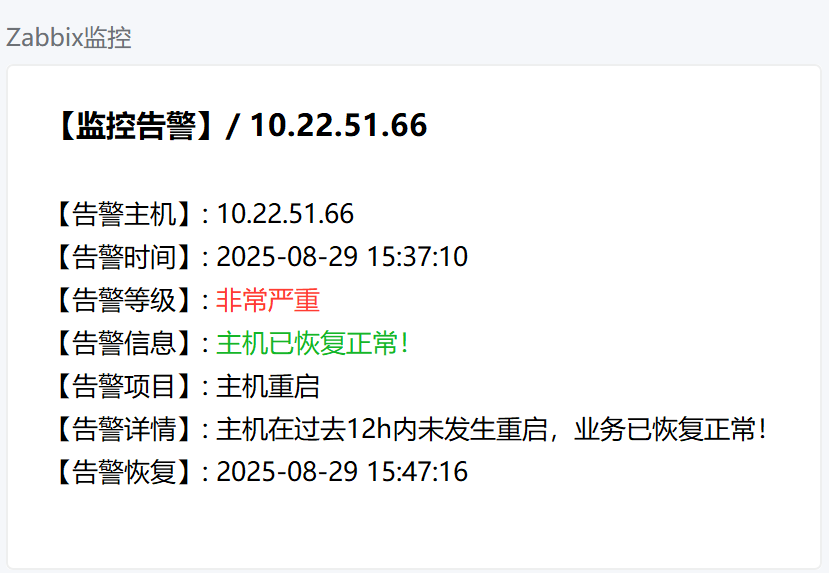 Zabbix监控
【监控告警】/ 10.22.51.66
【告警主机】: 10.22.51.66
【告警时间】: 2025-08-29 15:37:10
【告警等级】: 非常严重
【告警信息】: 主机已恢复正常！
【告警项目】: 主机重启
【告警详情】: 主机在过去12h内未发生重启，业务已恢复正常！
【告警恢复】: 2025-08-29 15:47:16